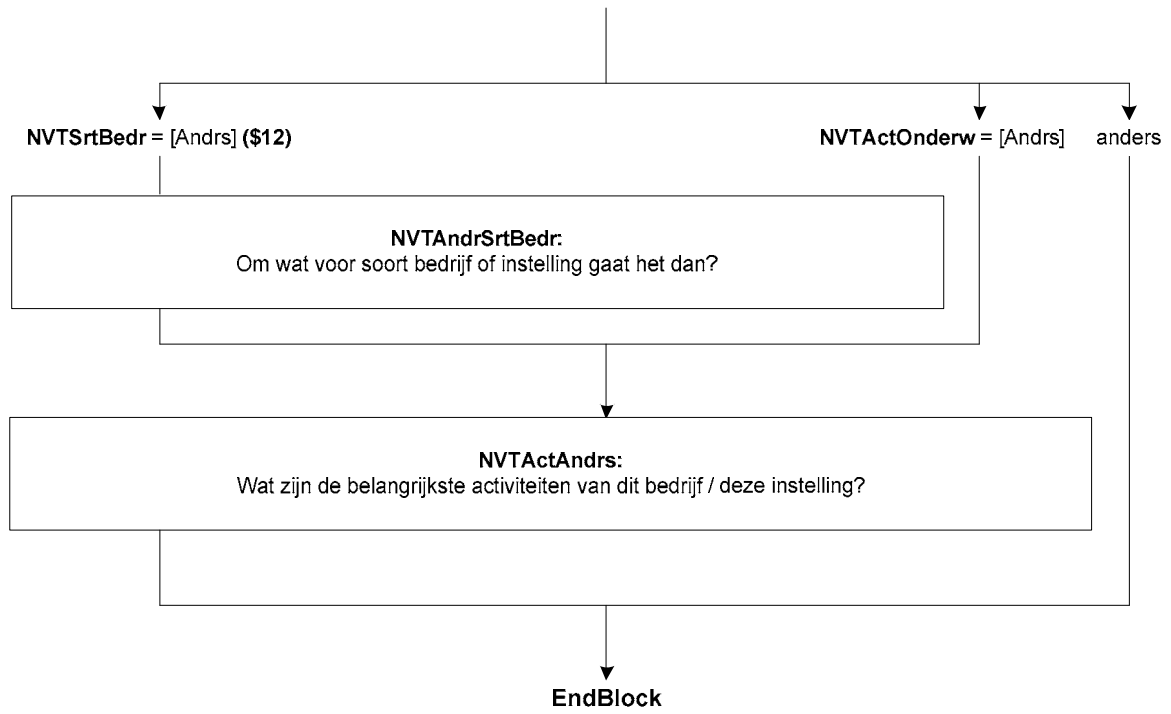 NVTSrtBedr = [Andrs] ($12)
NVTActOnderw = [Andrs]
anders
NVTAndrSrtBedr:
Om wat voor soort bedrijf of instelling gaat het dan?
NVTActAndrs:
Wat zijn de belangrijkste activiteiten van dit bedrijf / deze instelling?
EndBlock